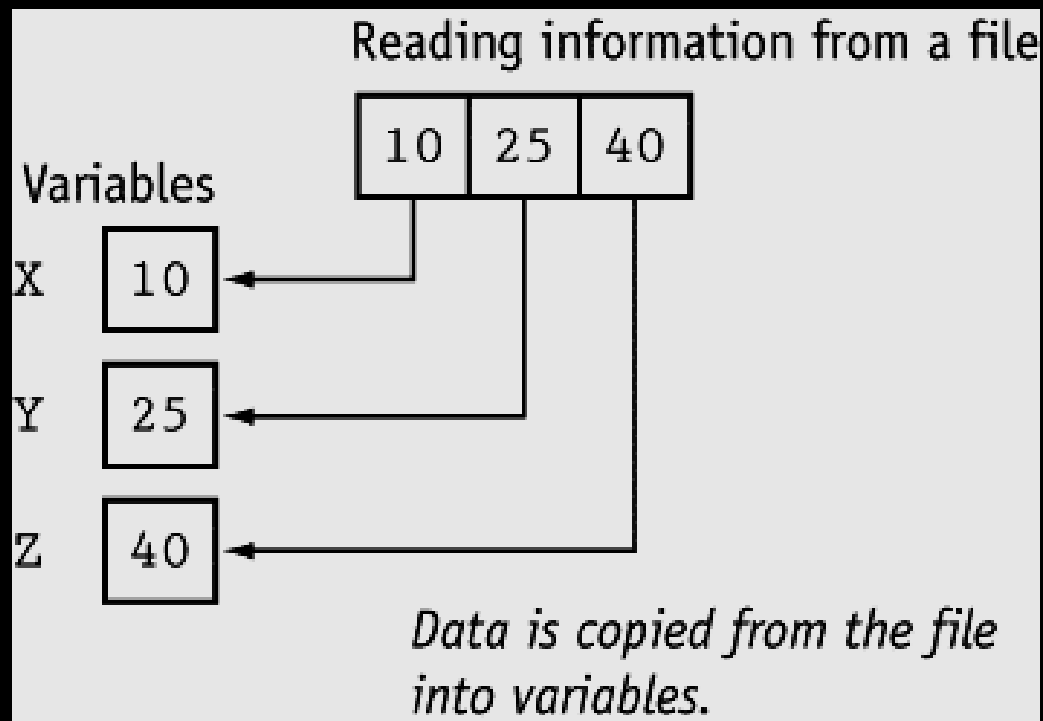 Reading information from a file
10 25 40
Variables
X 10
Y 25
Z 40
Data is copied from the file
into variables.